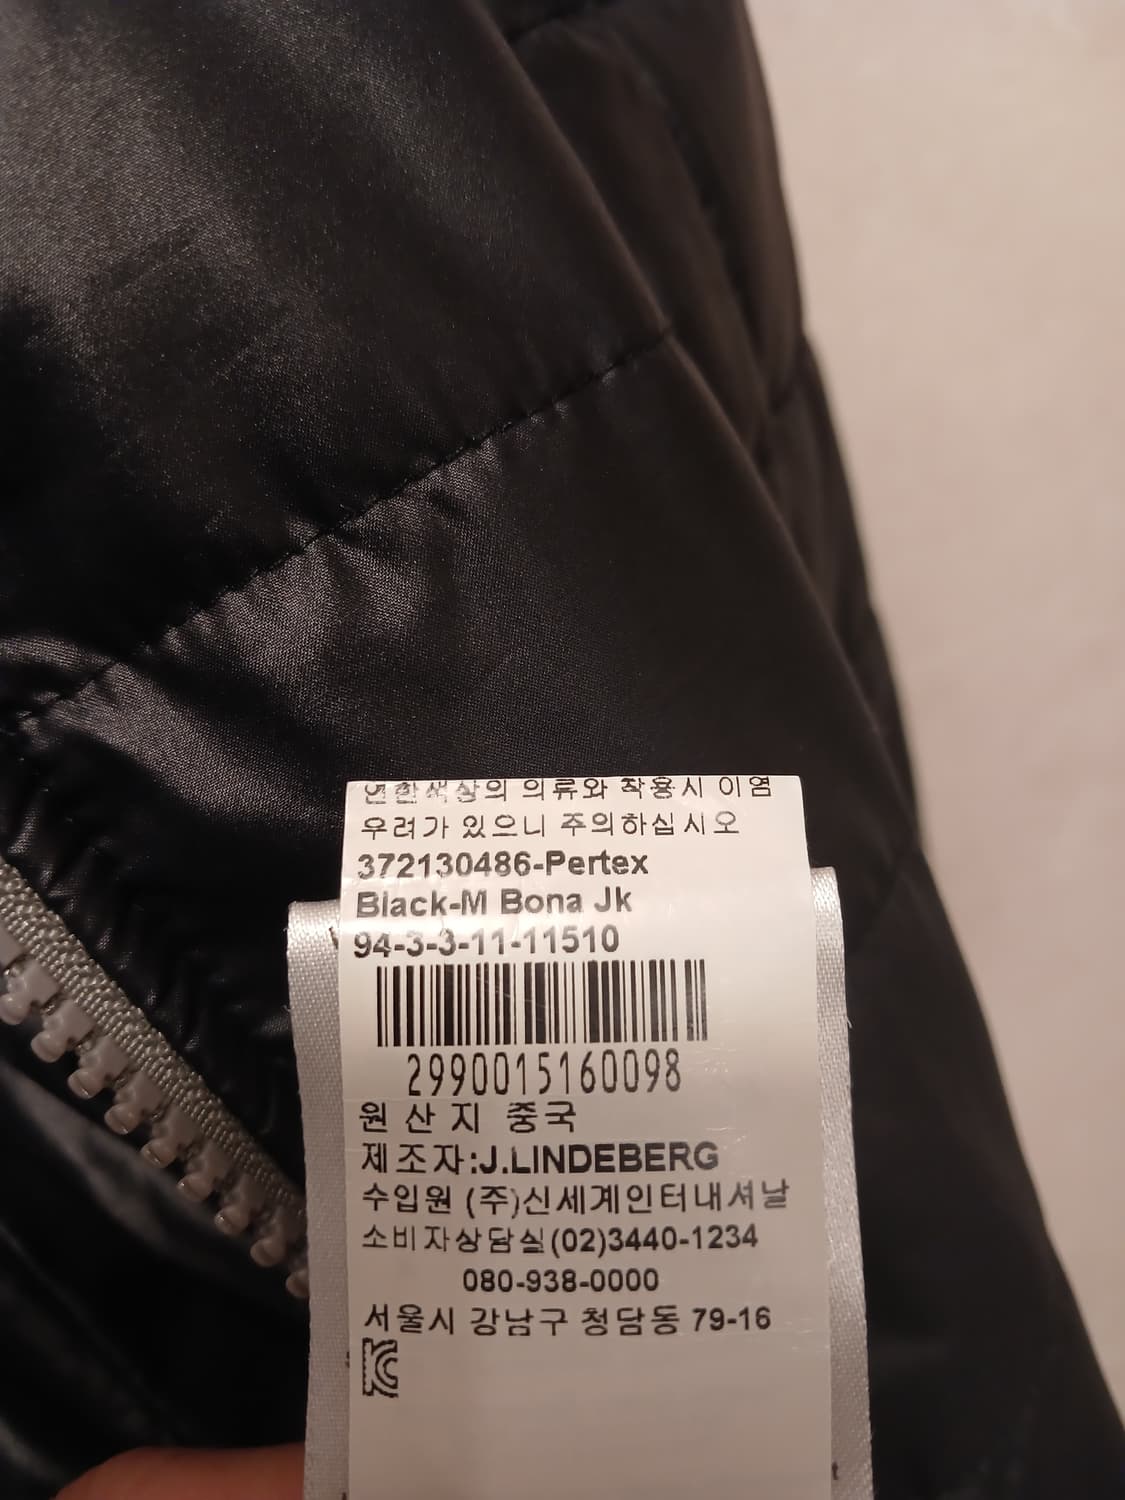 연한색상의 의류와 착용시 이염
우려가 있으니 주의하십시오
372130486-Pertex
Black-M Bona Jk
94-3-3-11-11510
2990015160098
원산지 중국
제조자:J.LINDEBERG
수입원 (주)신세계인터내셔날
소비자상담실(02)3440-1234
080-938-0000
서울시 강남구 청담동 79-16